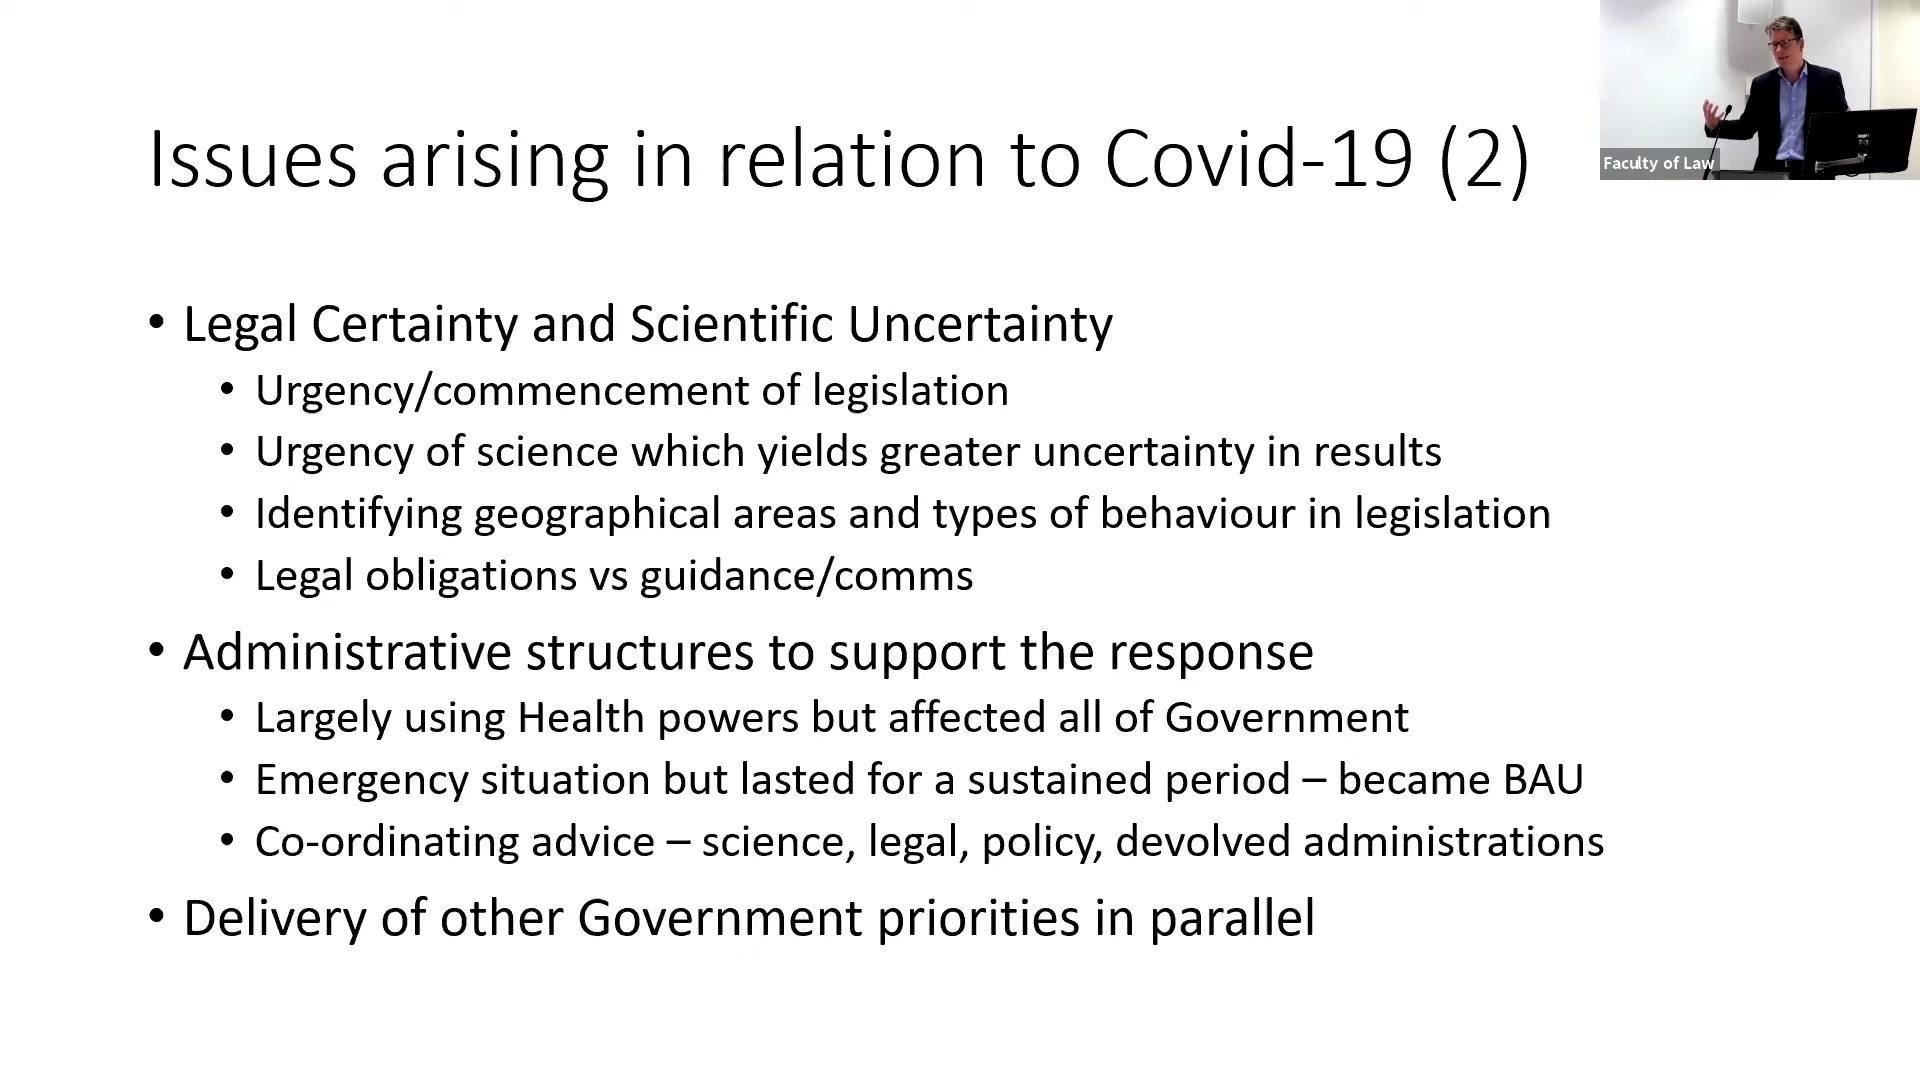 Issues arising in relation to Covid-19 (2)
Faculty of Law
• Legal Certainty and Scientific Uncertainty
• Urgency/commencement of legislation
• Urgency of science which yields greater uncertainty in results
• Identifying geographical areas and types of behaviour in legislation
• Legal obligations vs guidance/comms
• Administrative structures to support the response
• Largely using Health powers but affected all of Government
• Emergency situation but lasted for a sustained period – became BAU
• Co-ordinating advice – science, legal, policy, devolved administrations
• Delivery of other Government priorities in parallel